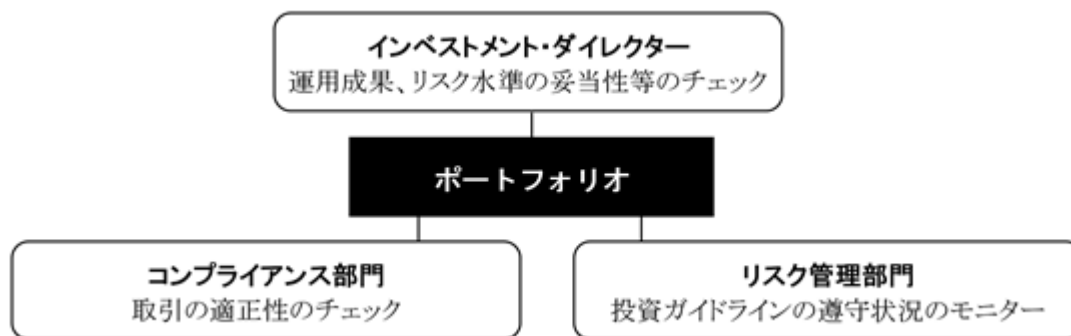 インベストメント・ダイレクター
運用成果、リスク水準の妥当性等のチェック
ポートフォリオ
コンプライアンス部門
取引の適正性のチェック
リスク管理部門
投資ガイドラインの遵守状況のモニター